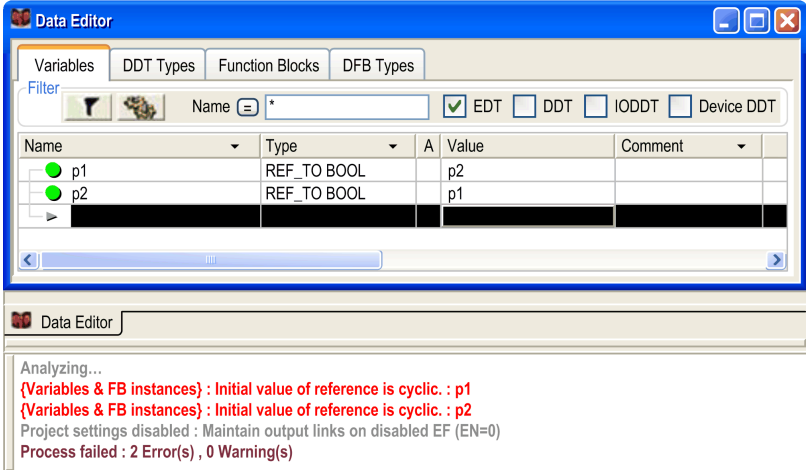 Data Editor
Variables DDT Types Function Blocks DFB Types
Filter
Name = * EDT DDT IODDT Device DDT
Name Type A Value Comment
p1 REF_TO BOOL p2
p2 REF_TO BOOL p1
Data Editor
Analyzing...
{Variables & FB instances} : Initial value of reference is cyclic. : p1
{Variables & FB instances} : Initial value of reference is cyclic. : p2
Project settings disabled : Maintain output links on disabled EF (EN=0)
Process failed : 2 Error(s) , 0 Warning(s)